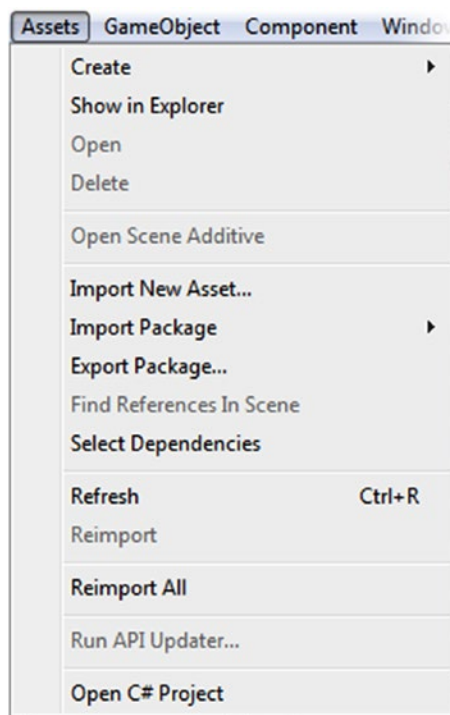 Assets GameObject Component Windo
Create
Show in Explorer
Open
Delete
Open Scene Additive
Import New Asset...
Import Package
Export Package...
Find References In Scene
Select Dependencies
Refresh Ctrl+R
Reimport
Reimport All
Run API Updater...
Open C# Project